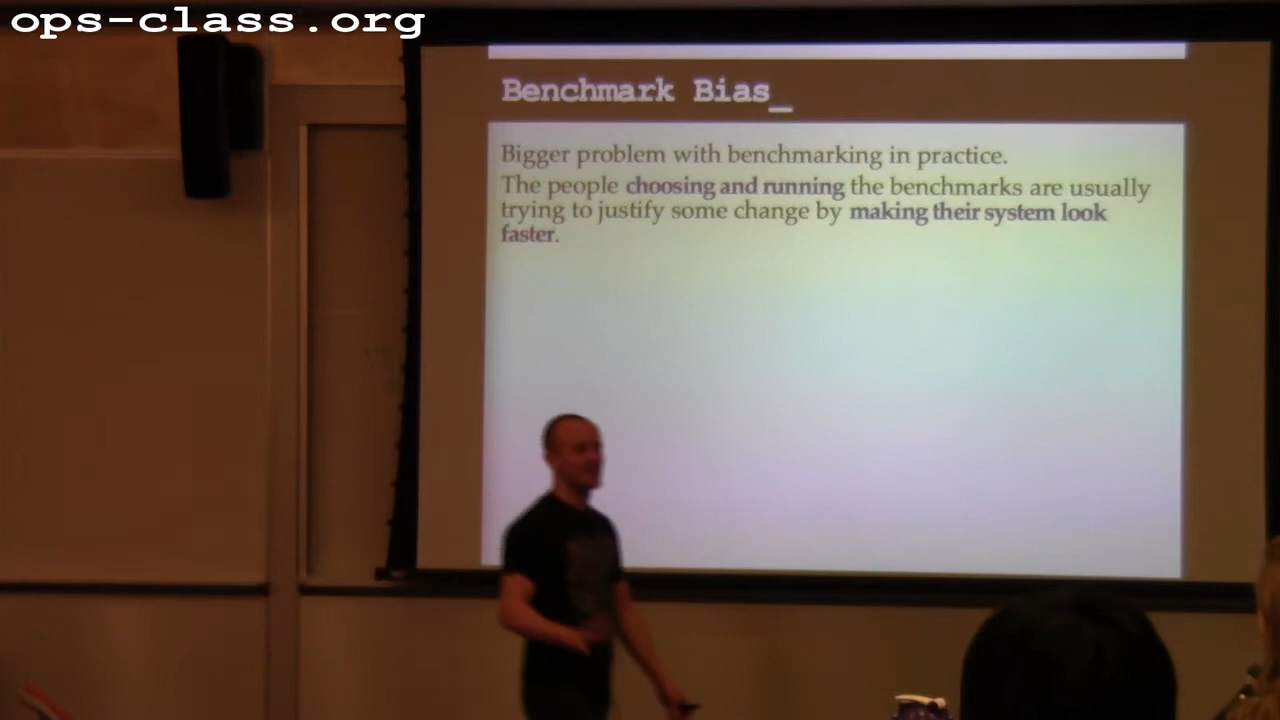 ops-class.org
Benchmark Bias_
Bigger problem with benchmarking in practice.
The people choosing and running the benchmarks are usually
trying to justify some change by making their system look
faster.